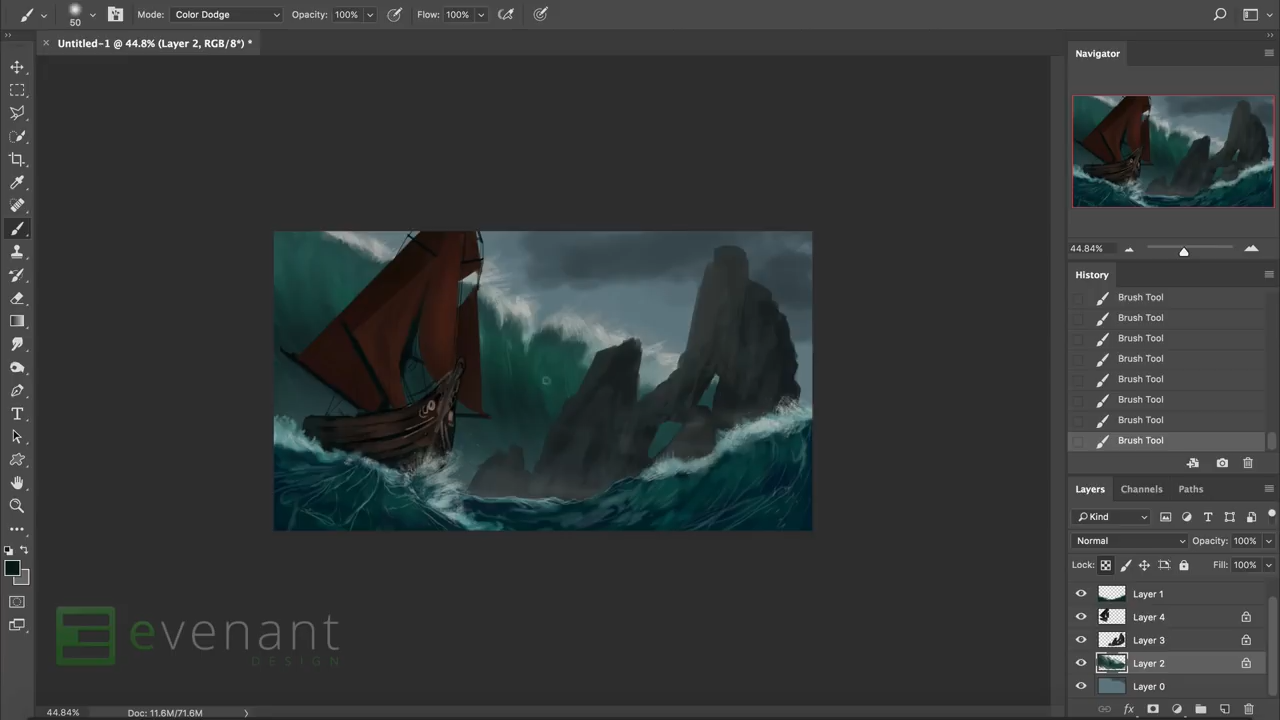 50
Mode: Color Dodge
Opacity: 100%
Flow: 100%
Untitled-1 @ 44.8% (Layer 2, RGB/8*) *
Navigator
44.84%
History
Brush Tool
Brush Tool
Brush Tool
Brush Tool
Brush Tool
Brush Tool
Brush Tool
Brush Tool
Layers Channels Paths
Kind
Normal Opacity: 100%
Lock: Fill: 100%
Layer 1
Layer 4
Layer 3
Layer 2
Layer 0
fx
evenant
DESIGN
44.84% Doc: 11.6M/71.6M